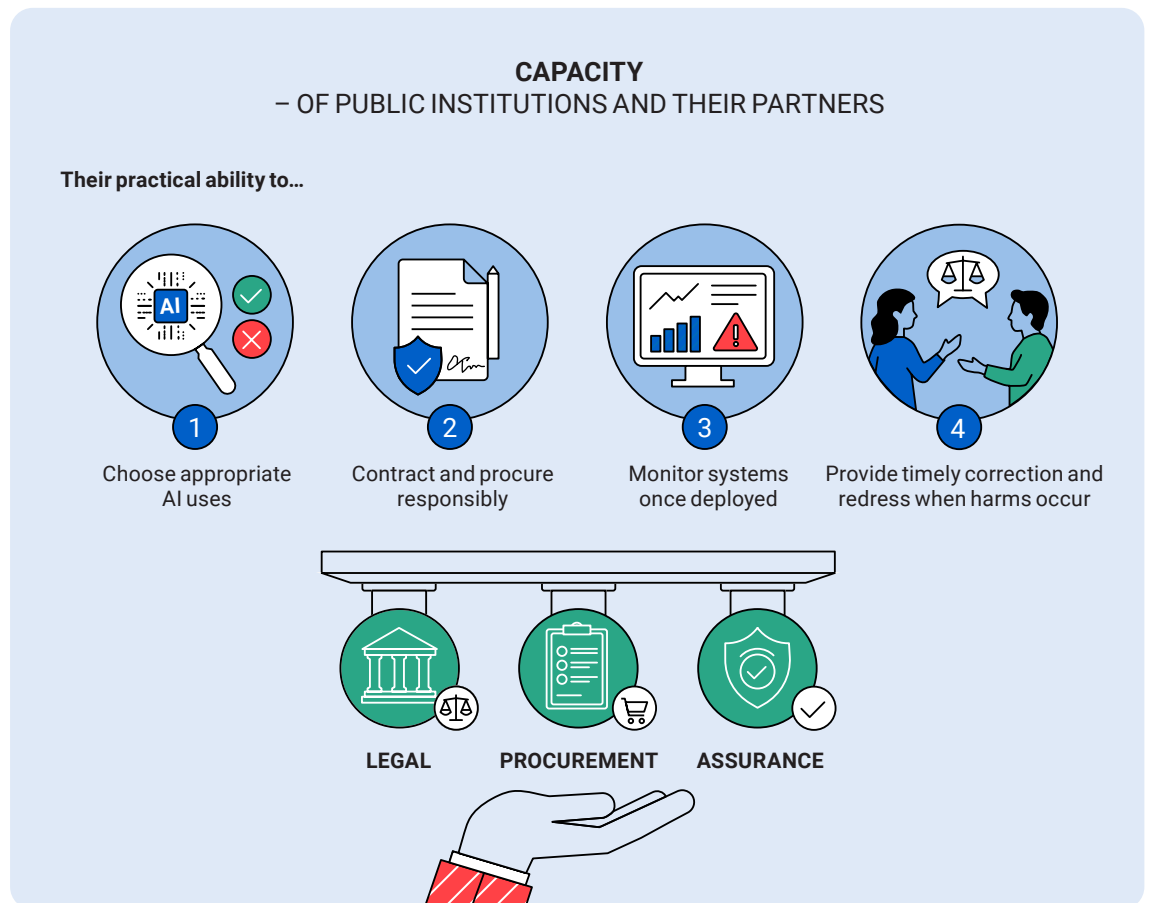 CAPACITY
– OF PUBLIC INSTITUTIONS AND THEIR PARTNERS
Their practical ability to...
AI
1
Choose appropriate
AI uses
2
Contract and procure
responsibly
3
Monitor systems
once deployed
4
Provide timely correction and
redress when harms occur
LEGAL
PROCUREMENT
ASSURANCE